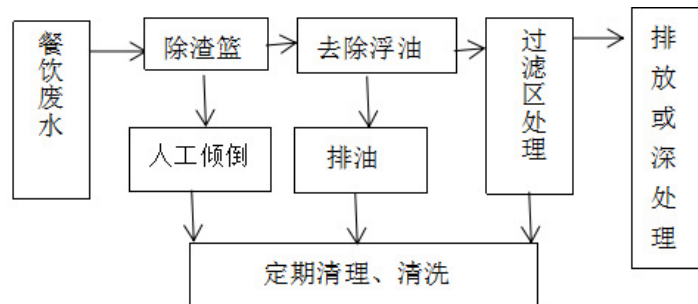 餐饮废水
除渣篮
去除浮油
过滤区处理
排放或深处理
人工倾倒
排油
定期清理、清洗